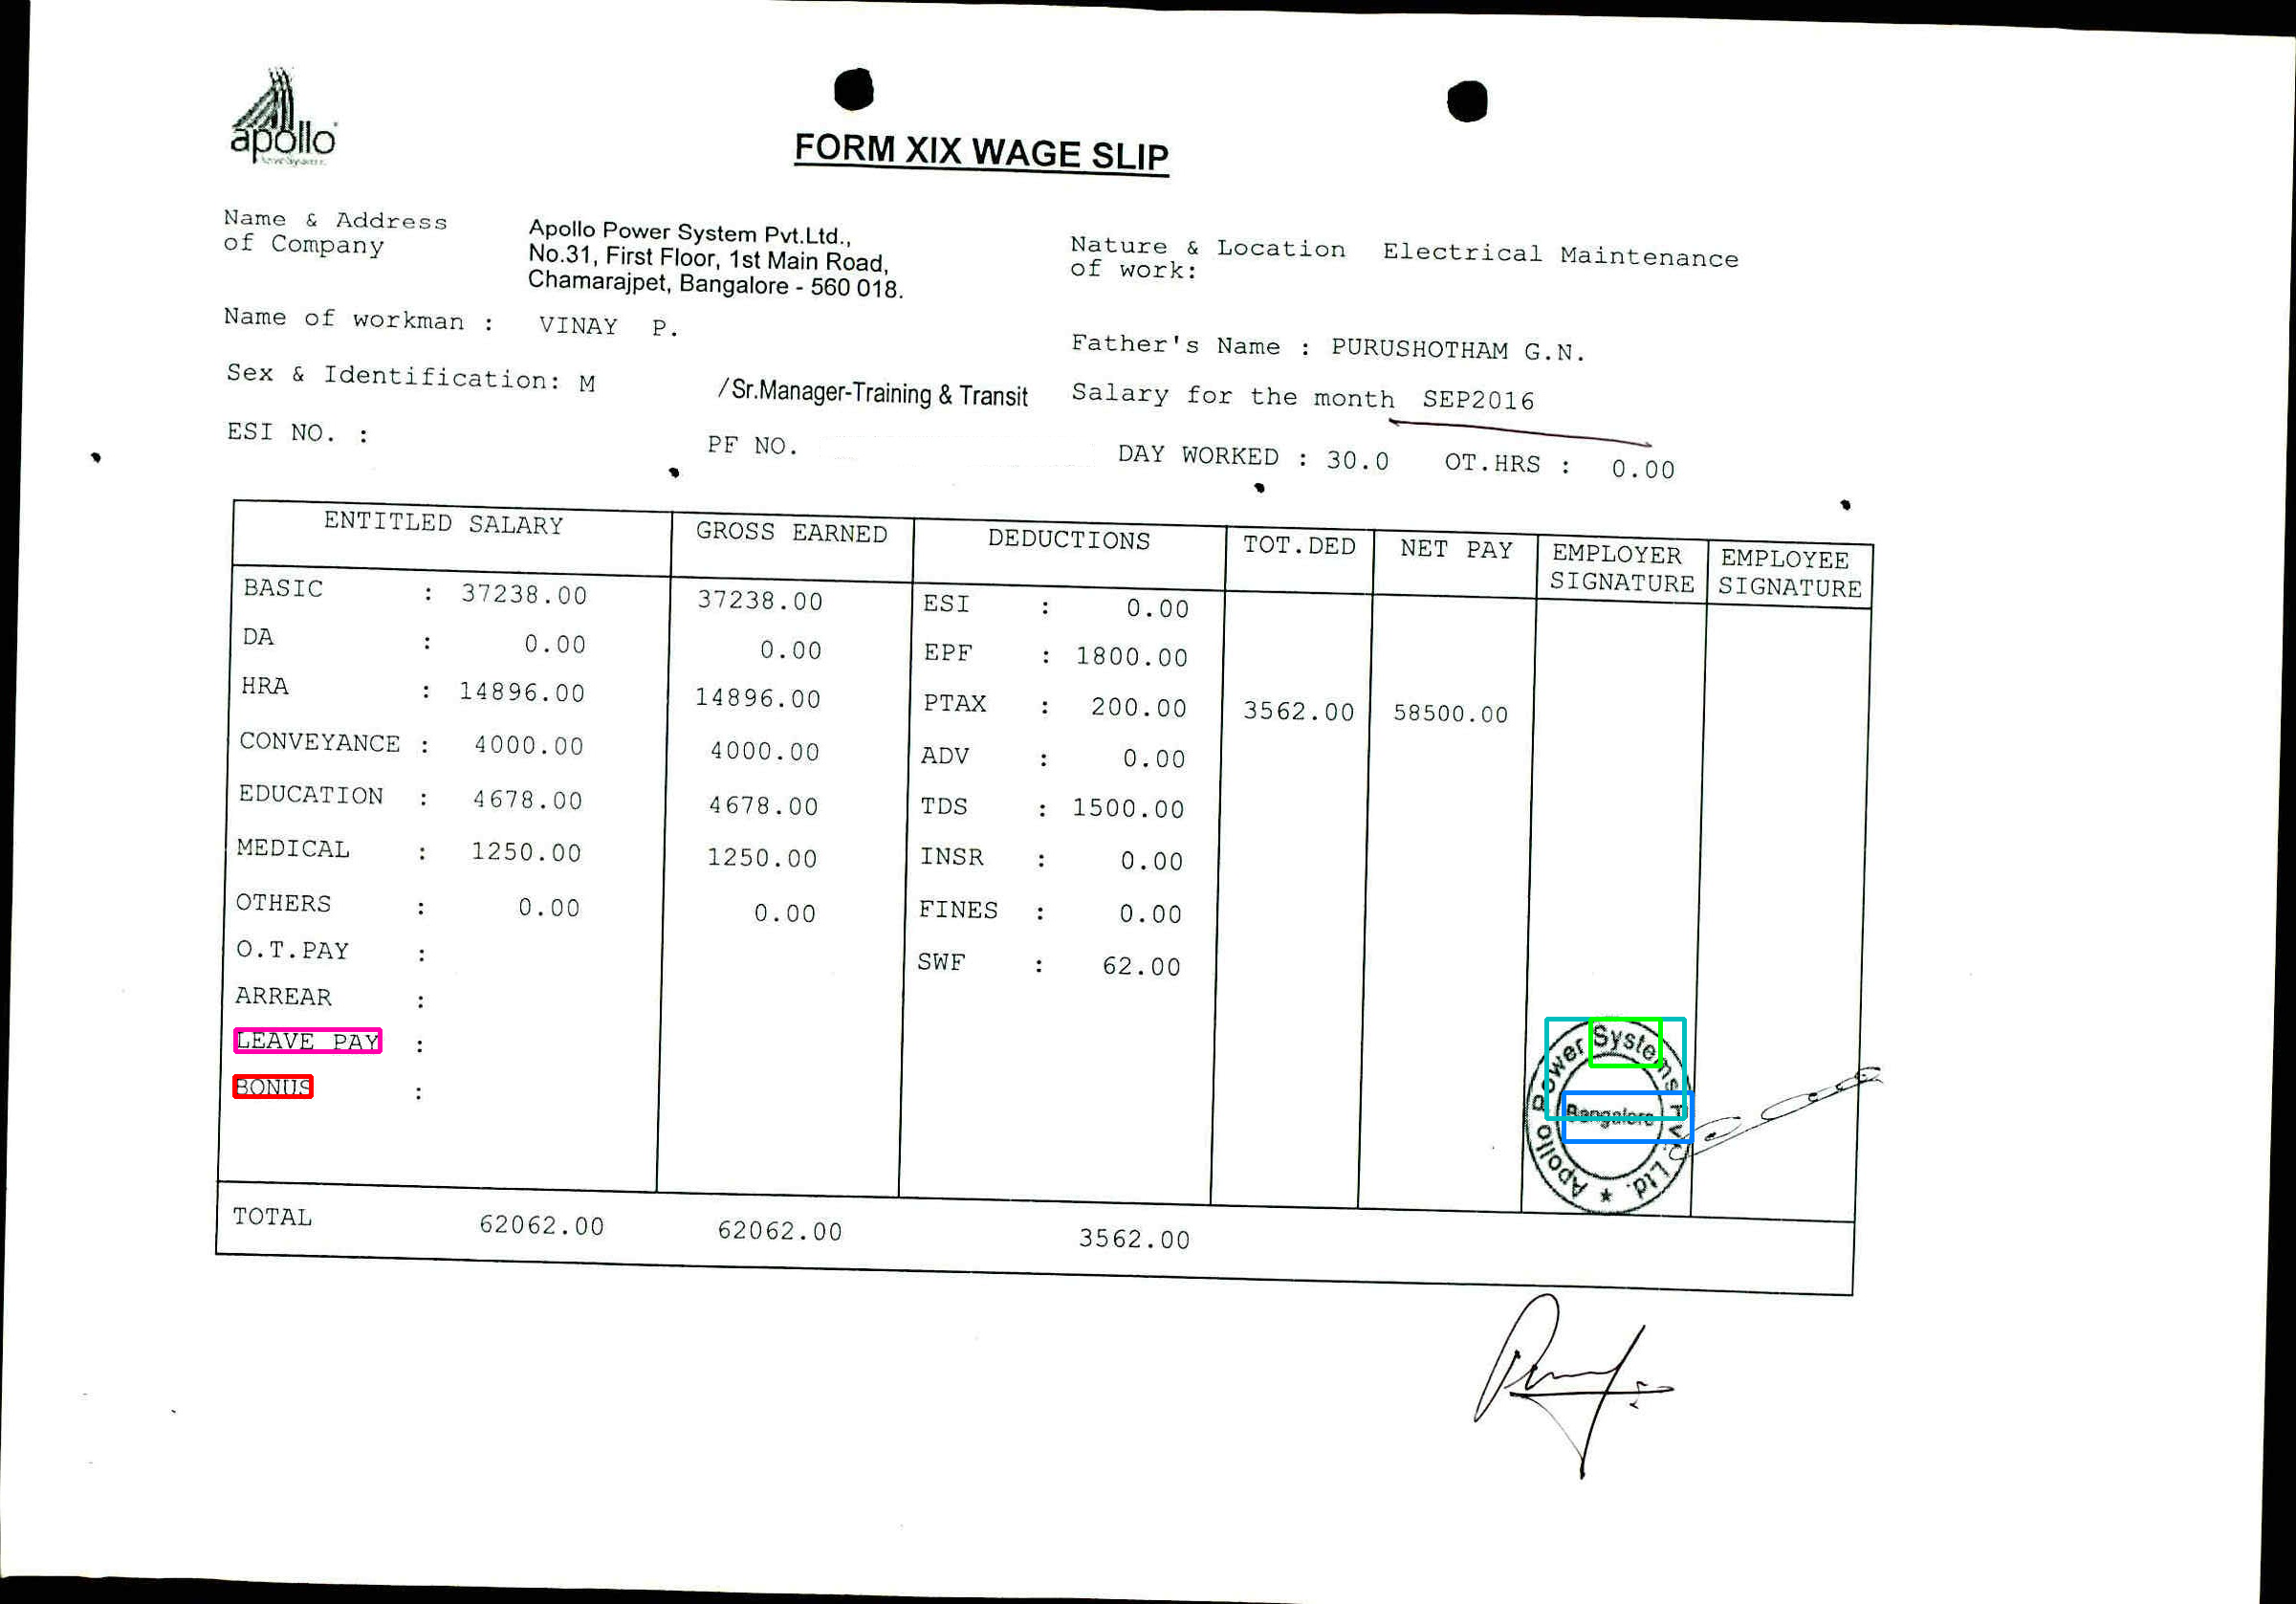 apollo
FORM XIX WAGE SLIP
Name & Address of Company
Apollo Power System Pvt.Ltd.,
No.31, First Floor, 1st Main Road,
Chamarajpet, Bangalore - 560 018.
Nature & Location of work: Electrical Maintenance
Name of workman : VINAY P.
Father's Name : PURUSHOTHAM G.N.
Sex & Identification: M /Sr.Manager-Training & Transit
Salary for the month SEP2016
ESI NO. : PF NO. DAY WORKED : 30.0 OT.HRS : 0.00
ENTITLED SALARY GROSS EARNED DEDUCTIONS TOT.DED NET PAY EMPLOYER SIGNATURE EMPLOYEE SIGNATURE
BASIC : 37238.00 37238.00 ESI : 0.00
DA : 0.00 0.00 EPF : 1800.00
HRA : 14896.00 14896.00 PTAX : 200.00 3562.00 58500.00
CONVEYANCE : 4000.00 4000.00 ADV : 0.00
EDUCATION : 4678.00 4678.00 TDS : 1500.00
MEDICAL : 1250.00 1250.00 INSR : 0.00
OTHERS : 0.00 0.00 FINES : 0.00
O.T.PAY : SWF : 62.00
ARREAR :
LEAVE PAY :
BONUS :
Apollo Power Systems Pvt. Ltd. ★
Bangalore
TOTAL 62062.00 62062.00 3562.00